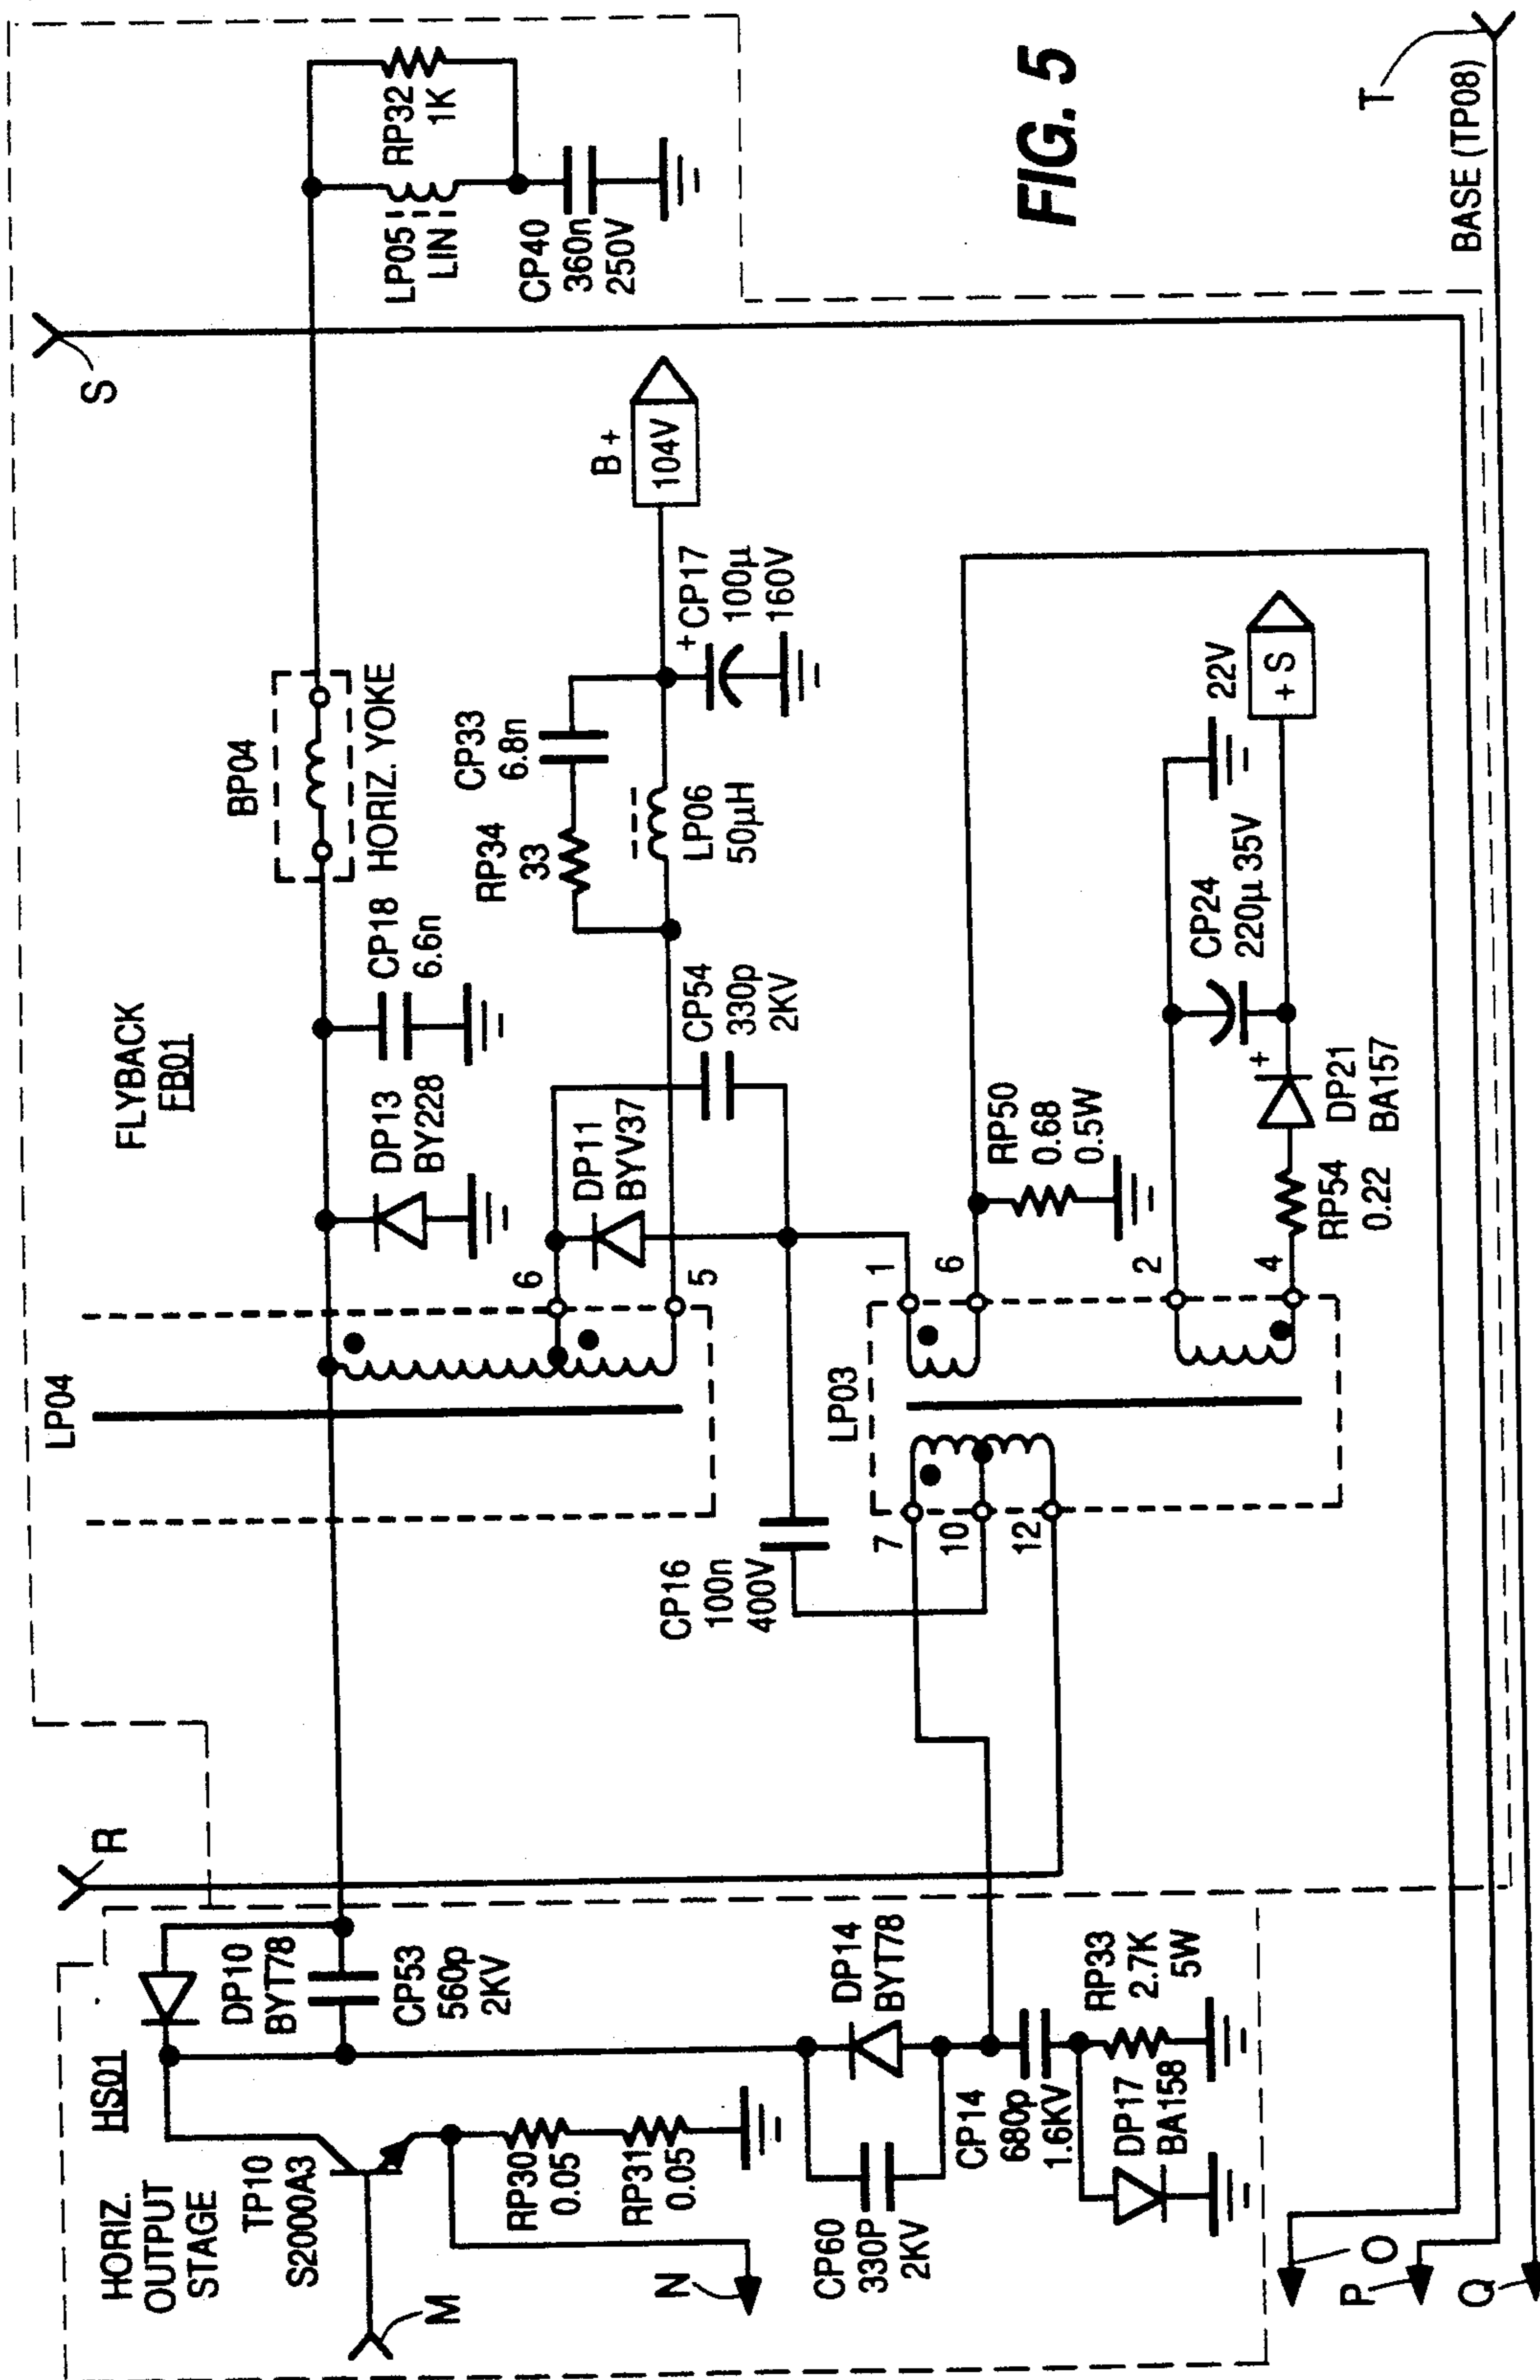 FIG. 5
HORIZ.
OUTPUT
STAGE
HS01
TP10
S2000A3
M
N
RP30
0.05
RP31
0.05
DP10
BYT78
CP53
560p
2KV
R
CP60
330P
2KV
DP14
BYT78
CP14
680p
1.6KV
DP17
BA158
RP33
2.7K
5W
O
P
Q
LP04
6
5
FLYBACK
FB01
DP13
BY228
CP18
6.6n
BP04
HORIZ. YOKE
S
LP05
LIN
RP32
1K
CP40
360n
250V
DP11
BYV37
CP54
330p
2KV
RP34
33
CP33
6.8n
LP06
50µH
+
CP17
100µ
160V
B+
104V
CP16
100n
400V
LP03
7
10
12
1
6
2
4
RP50
0.68
0.5W
RP54
0.22
DP21
BA157
+
CP24
220µ 35V
22V
+S
T
BASE (TP08)